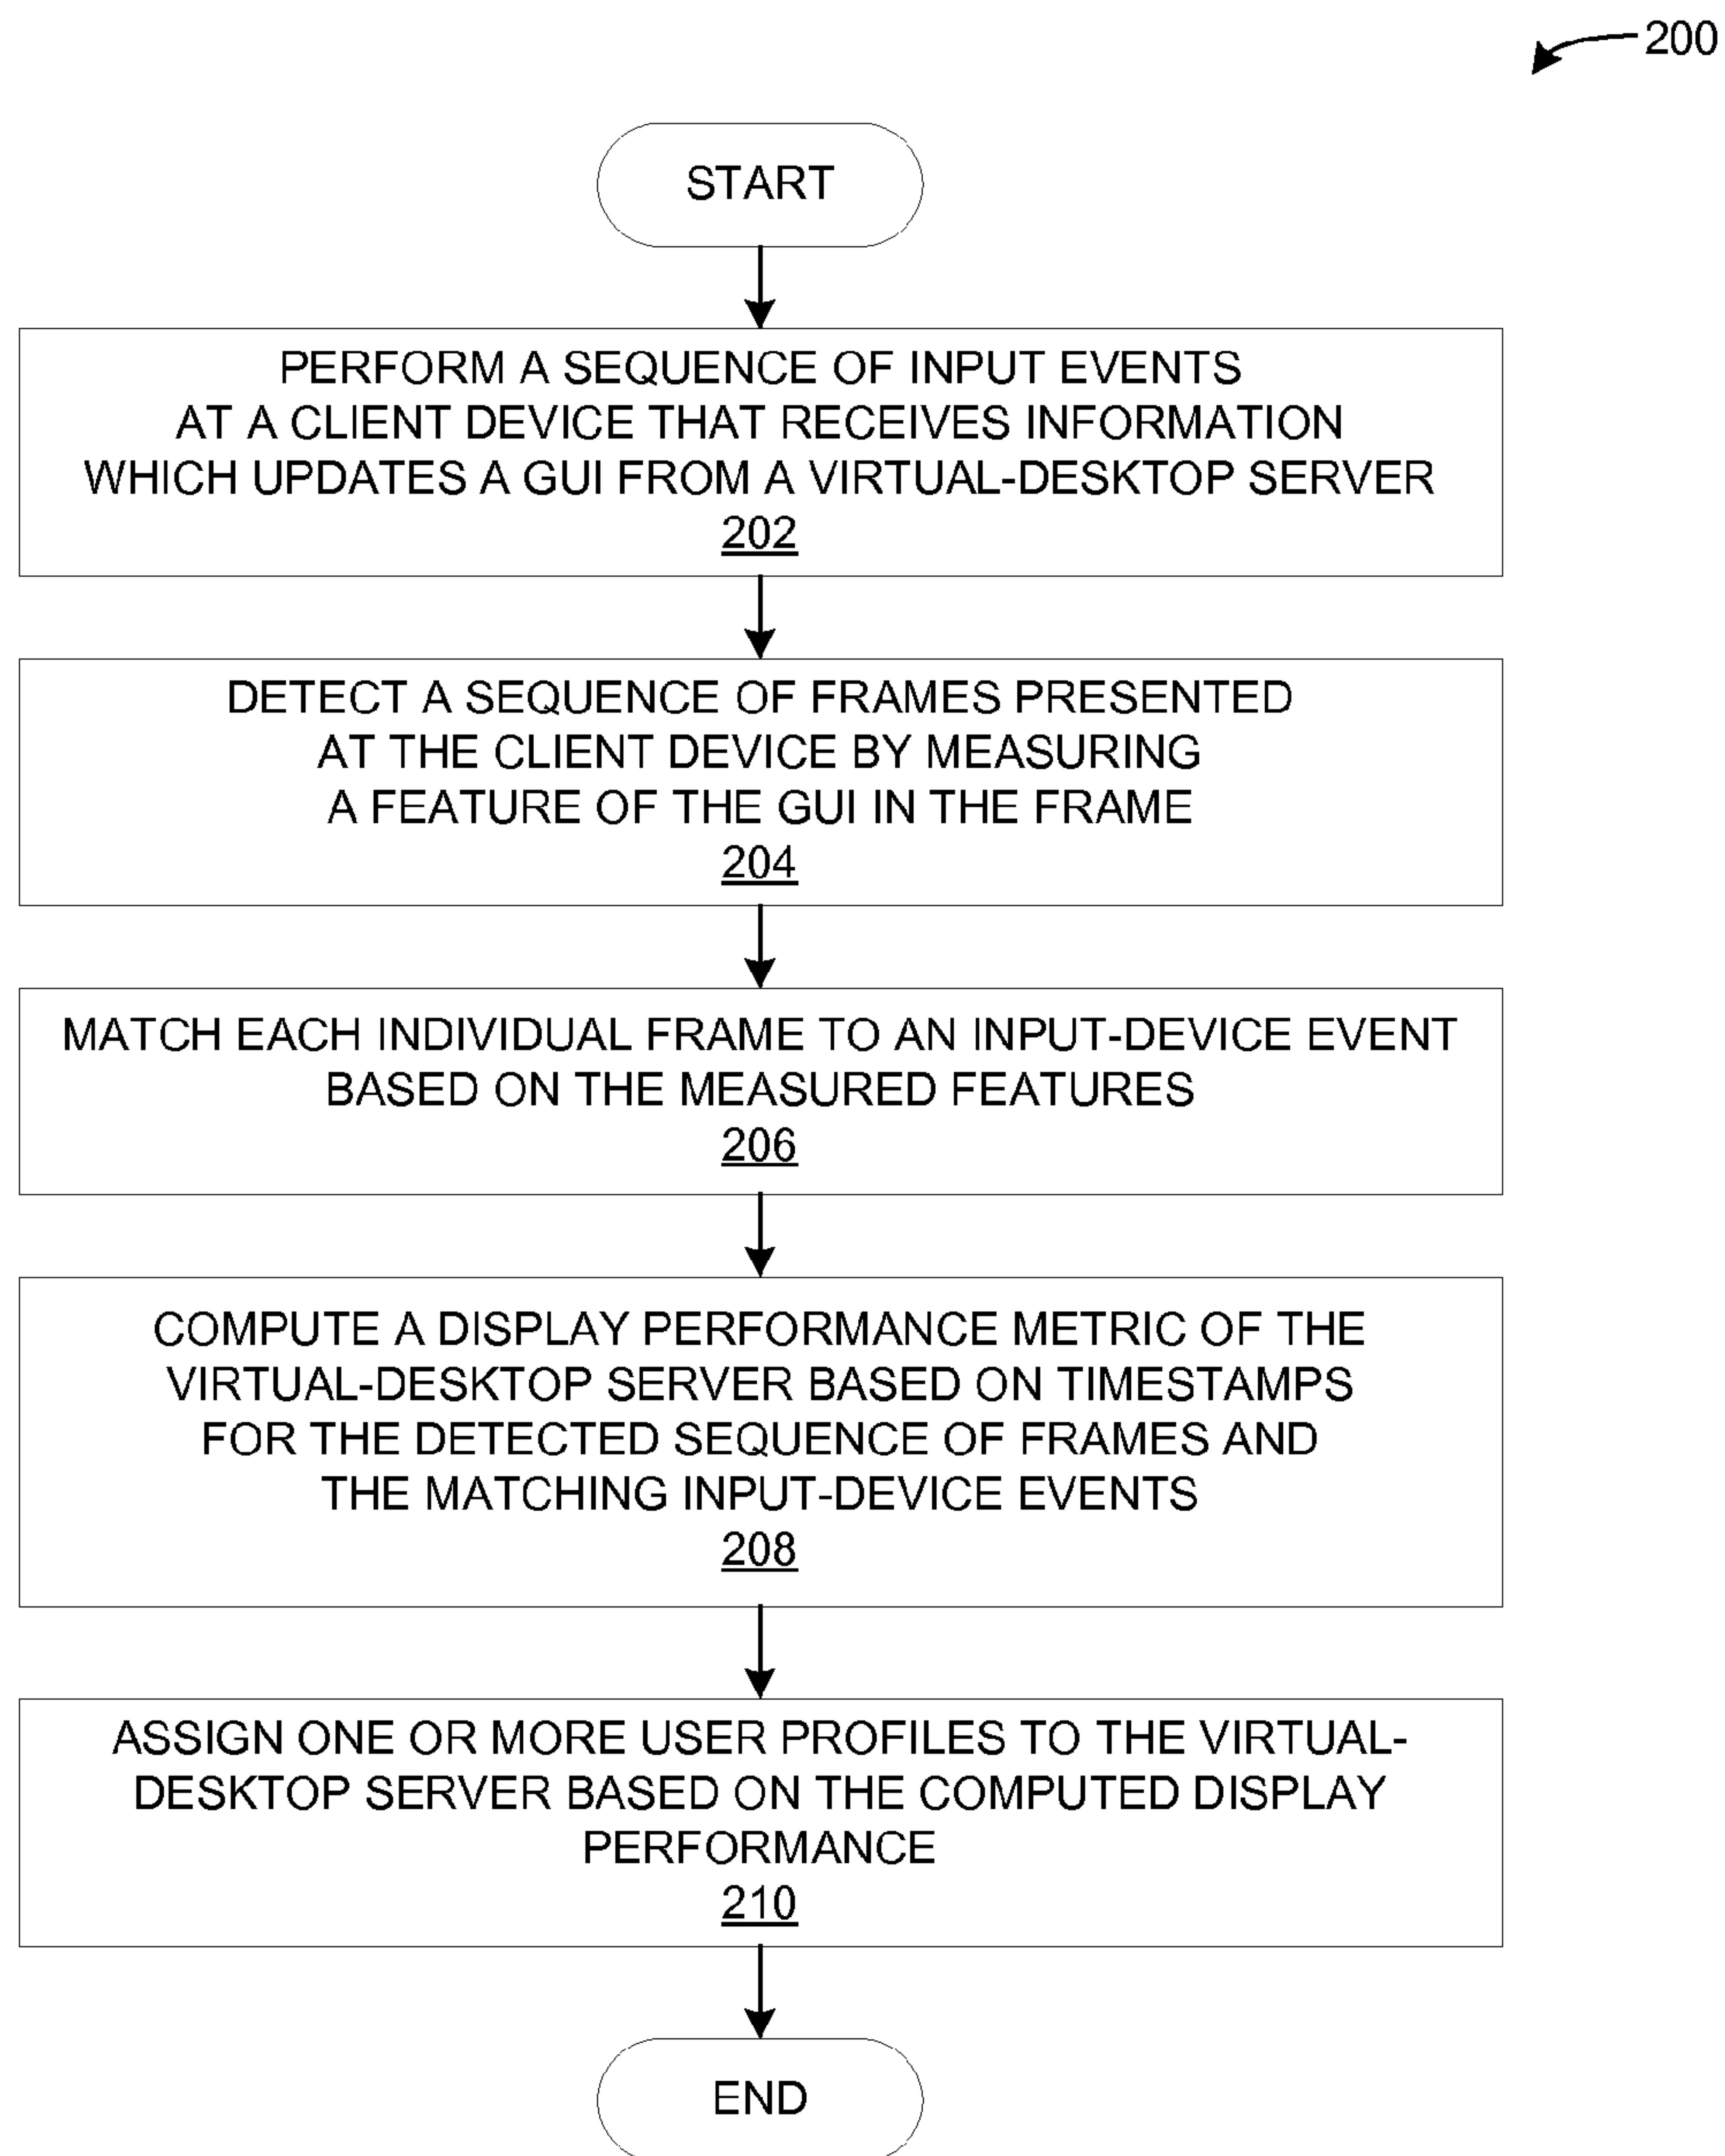 200
START
PERFORM A SEQUENCE OF INPUT EVENTS
AT A CLIENT DEVICE THAT RECEIVES INFORMATION
WHICH UPDATES A GUI FROM A VIRTUAL-DESKTOP SERVER
202
DETECT A SEQUENCE OF FRAMES PRESENTED
AT THE CLIENT DEVICE BY MEASURING
A FEATURE OF THE GUI IN THE FRAME
204
MATCH EACH INDIVIDUAL FRAME TO AN INPUT-DEVICE EVENT
BASED ON THE MEASURED FEATURES
206
COMPUTE A DISPLAY PERFORMANCE METRIC OF THE
VIRTUAL-DESKTOP SERVER BASED ON TIMESTAMPS
FOR THE DETECTED SEQUENCE OF FRAMES AND
THE MATCHING INPUT-DEVICE EVENTS
208
ASSIGN ONE OR MORE USER PROFILES TO THE VIRTUAL-
DESKTOP SERVER BASED ON THE COMPUTED DISPLAY
PERFORMANCE
210
END